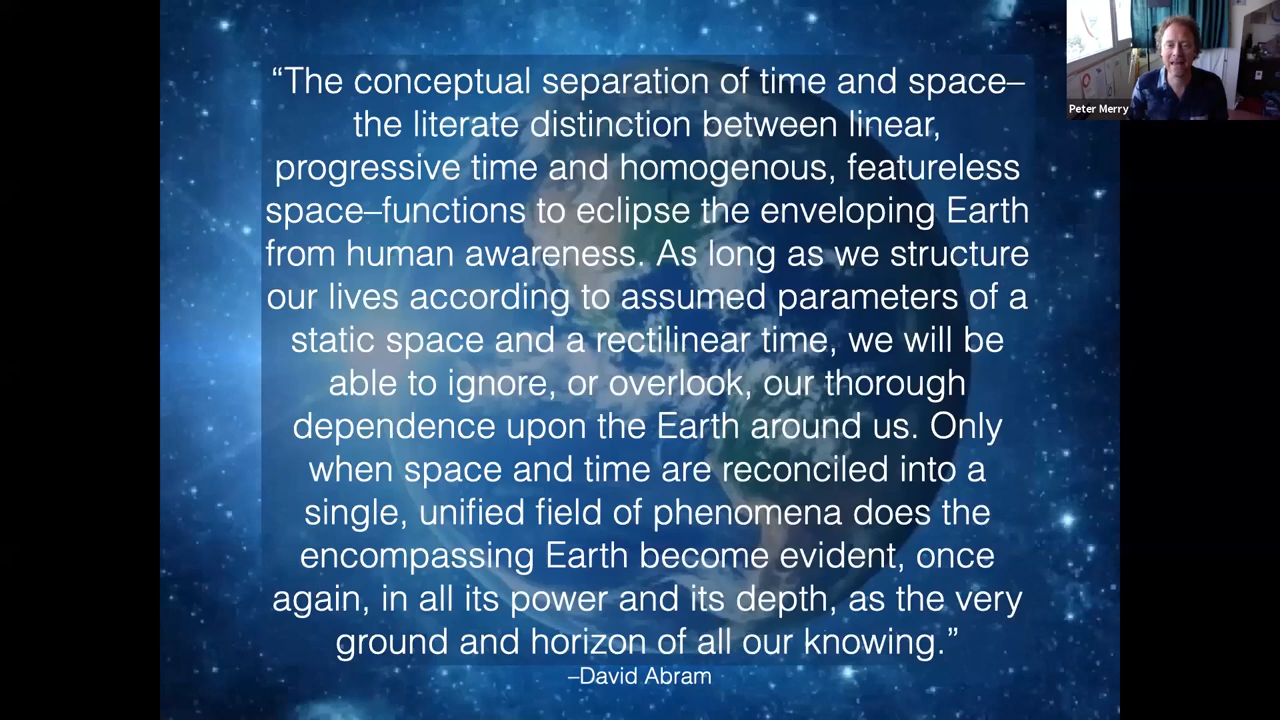 “The conceptual separation of time and space–
the literate distinction between linear,
progressive time and homogenous, featureless
space–functions to eclipse the enveloping Earth
from human awareness. As long as we structure
our lives according to assumed parameters of a
static space and a rectilinear time, we will be
able to ignore, or overlook, our thorough
dependence upon the Earth around us. Only
when space and time are reconciled into a
single, unified field of phenomena does the
encompassing Earth become evident, once
again, in all its power and its depth, as the very
ground and horizon of all our knowing.”
–David Abram
Peter Merry